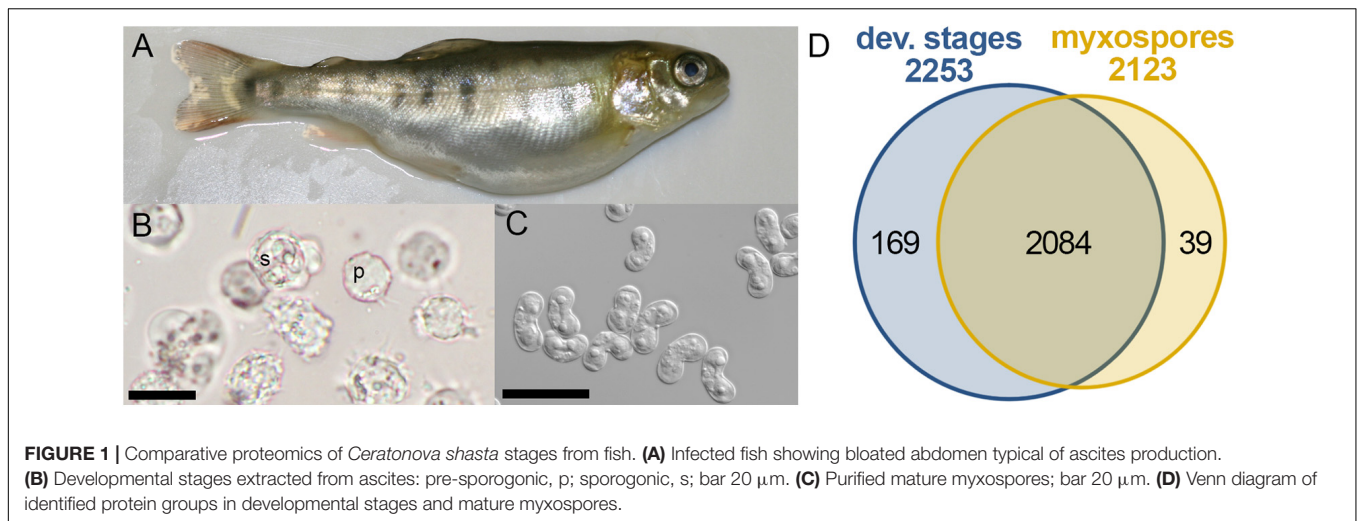 A
D
dev. stages
2253
myxospores
2123
B
s
p
C
169
2084
39
FIGURE 1 | Comparative proteomics of Ceratonova shasta stages from fish. (A) Infected fish showing bloated abdomen typical of ascites production.
(B) Developmental stages extracted from ascites: pre-sporogonic, p; sporogonic, s; bar 20 μm. (C) Purified mature myxospores; bar 20 μm. (D) Venn diagram of
identified protein groups in developmental stages and mature myxospores.